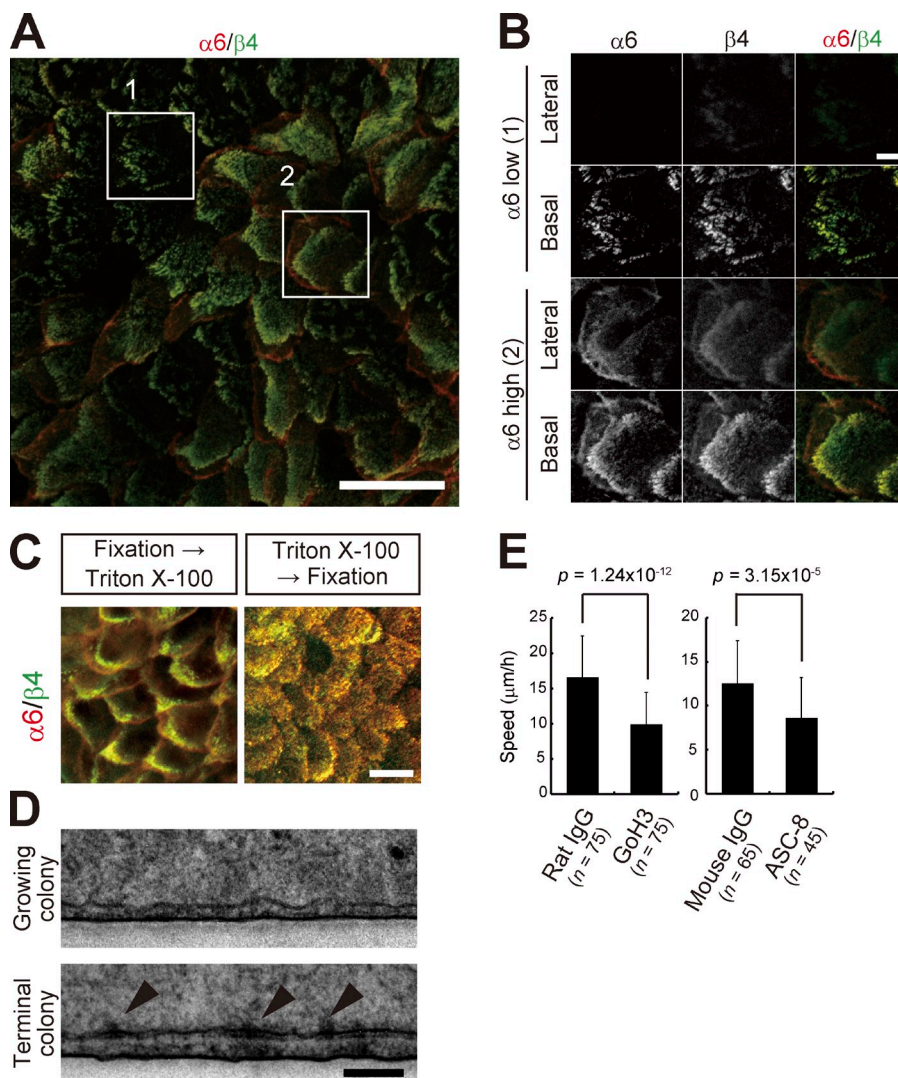 A
α6/β4
1
2
B
α6 β4 α6/β4
α6 low (1)
Lateral
Basal
α6 high (2)
Lateral
Basal
C
Fixation →
Triton X-100
Triton X-100
→ Fixation
α6/β4
D
Growing
colony
Terminal
colony
E
p = 1.24x10-12
p = 3.15x10-5
Speed (μm/h)
25
20
15
10
5
0
20
15
10
5
0
Rat IgG
(n = 75)
GoH3
(n = 75)
Mouse IgG
(n = 65)
ASC-8
(n = 45)